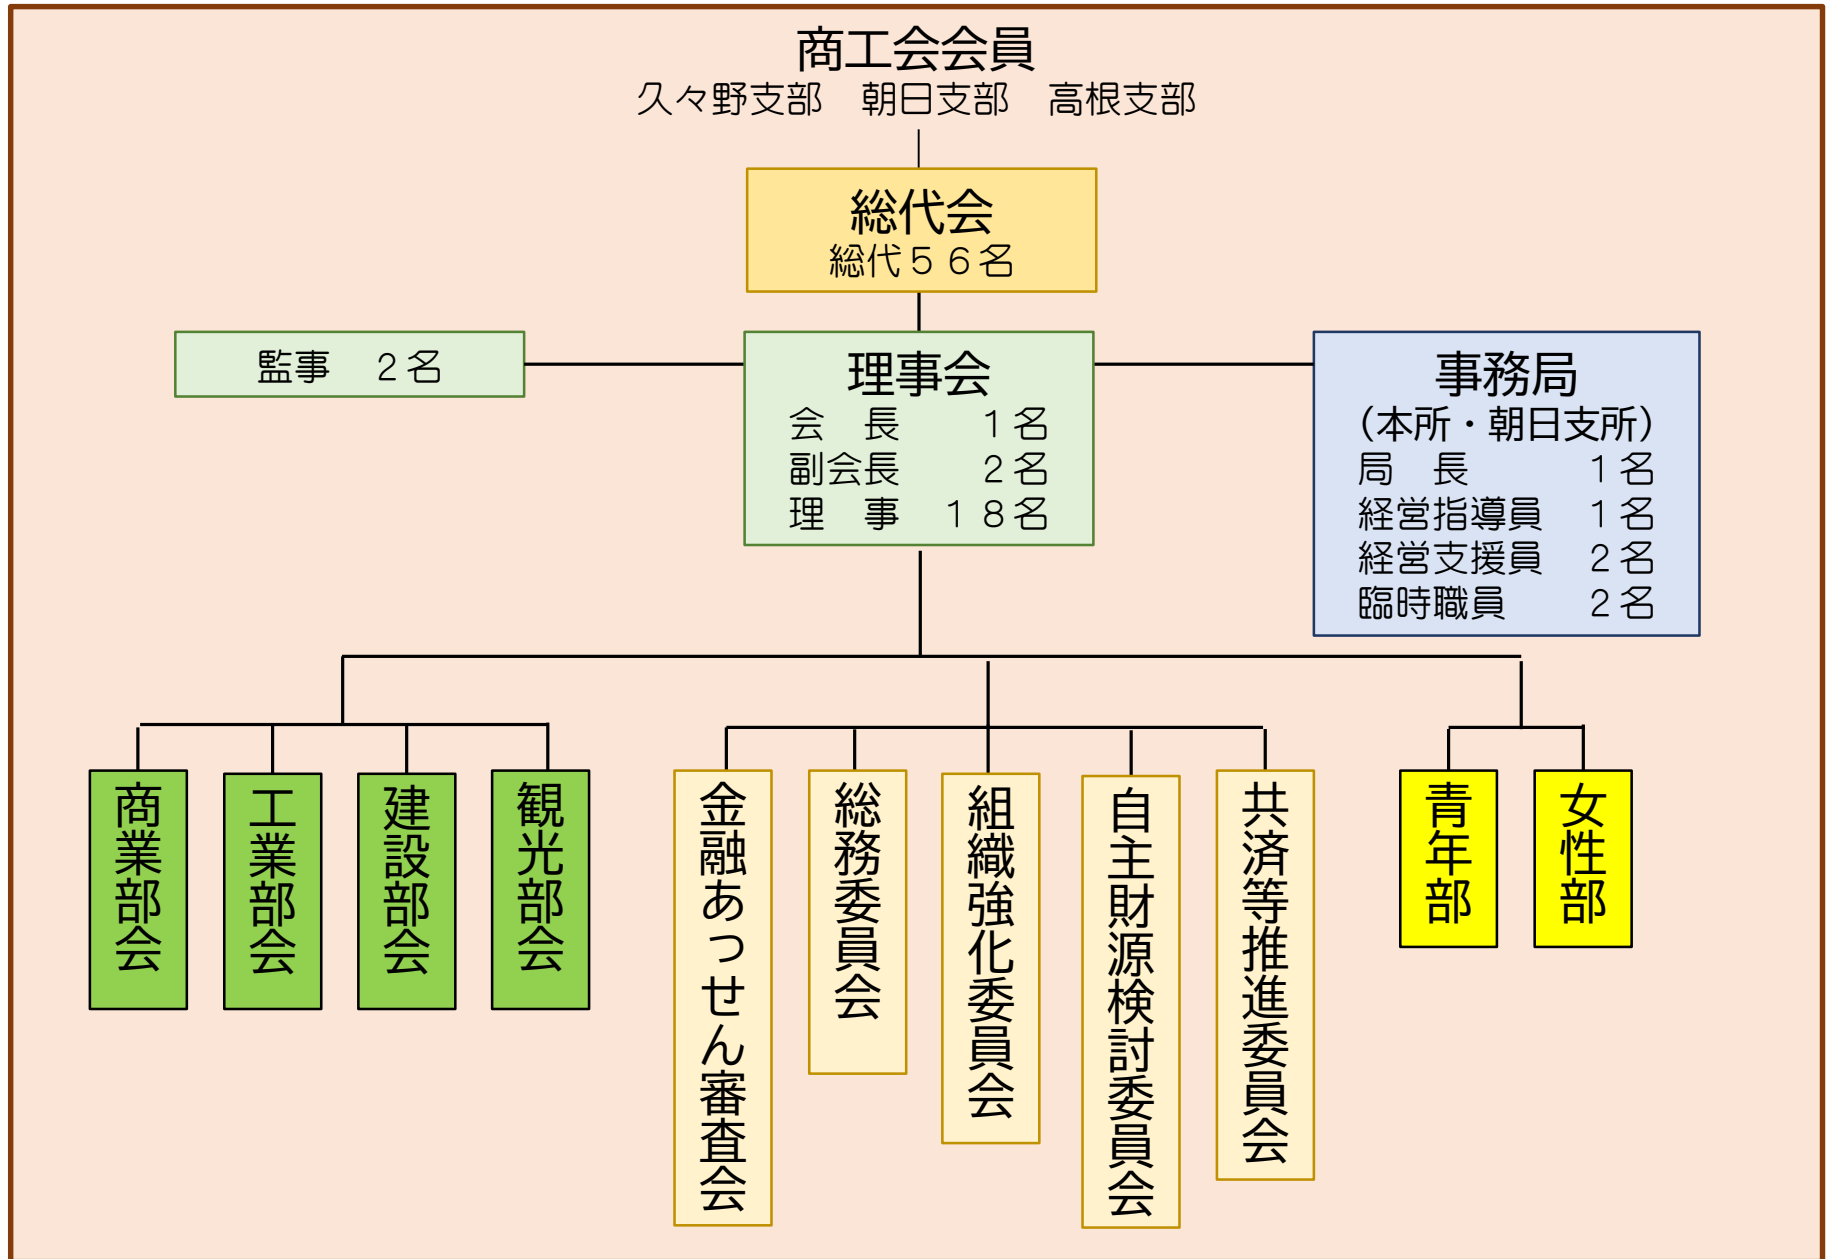 商工会会員
久々野支部　朝日支部　高根支部
総代会
総代５６名
監事　２名
理事会
会　長　　１名
副会長　　２名
理　事　１８名
事務局
（本所・朝日支所）
局　長　　　１名
経営指導員　１名
経営支援員　２名
臨時職員　　２名
商業部会
工業部会
建設部会
観光部会
金融あっせん審査会
総務委員会
組織強化委員会
自主財源検討委員会
共済等推進委員会
青年部
女性部